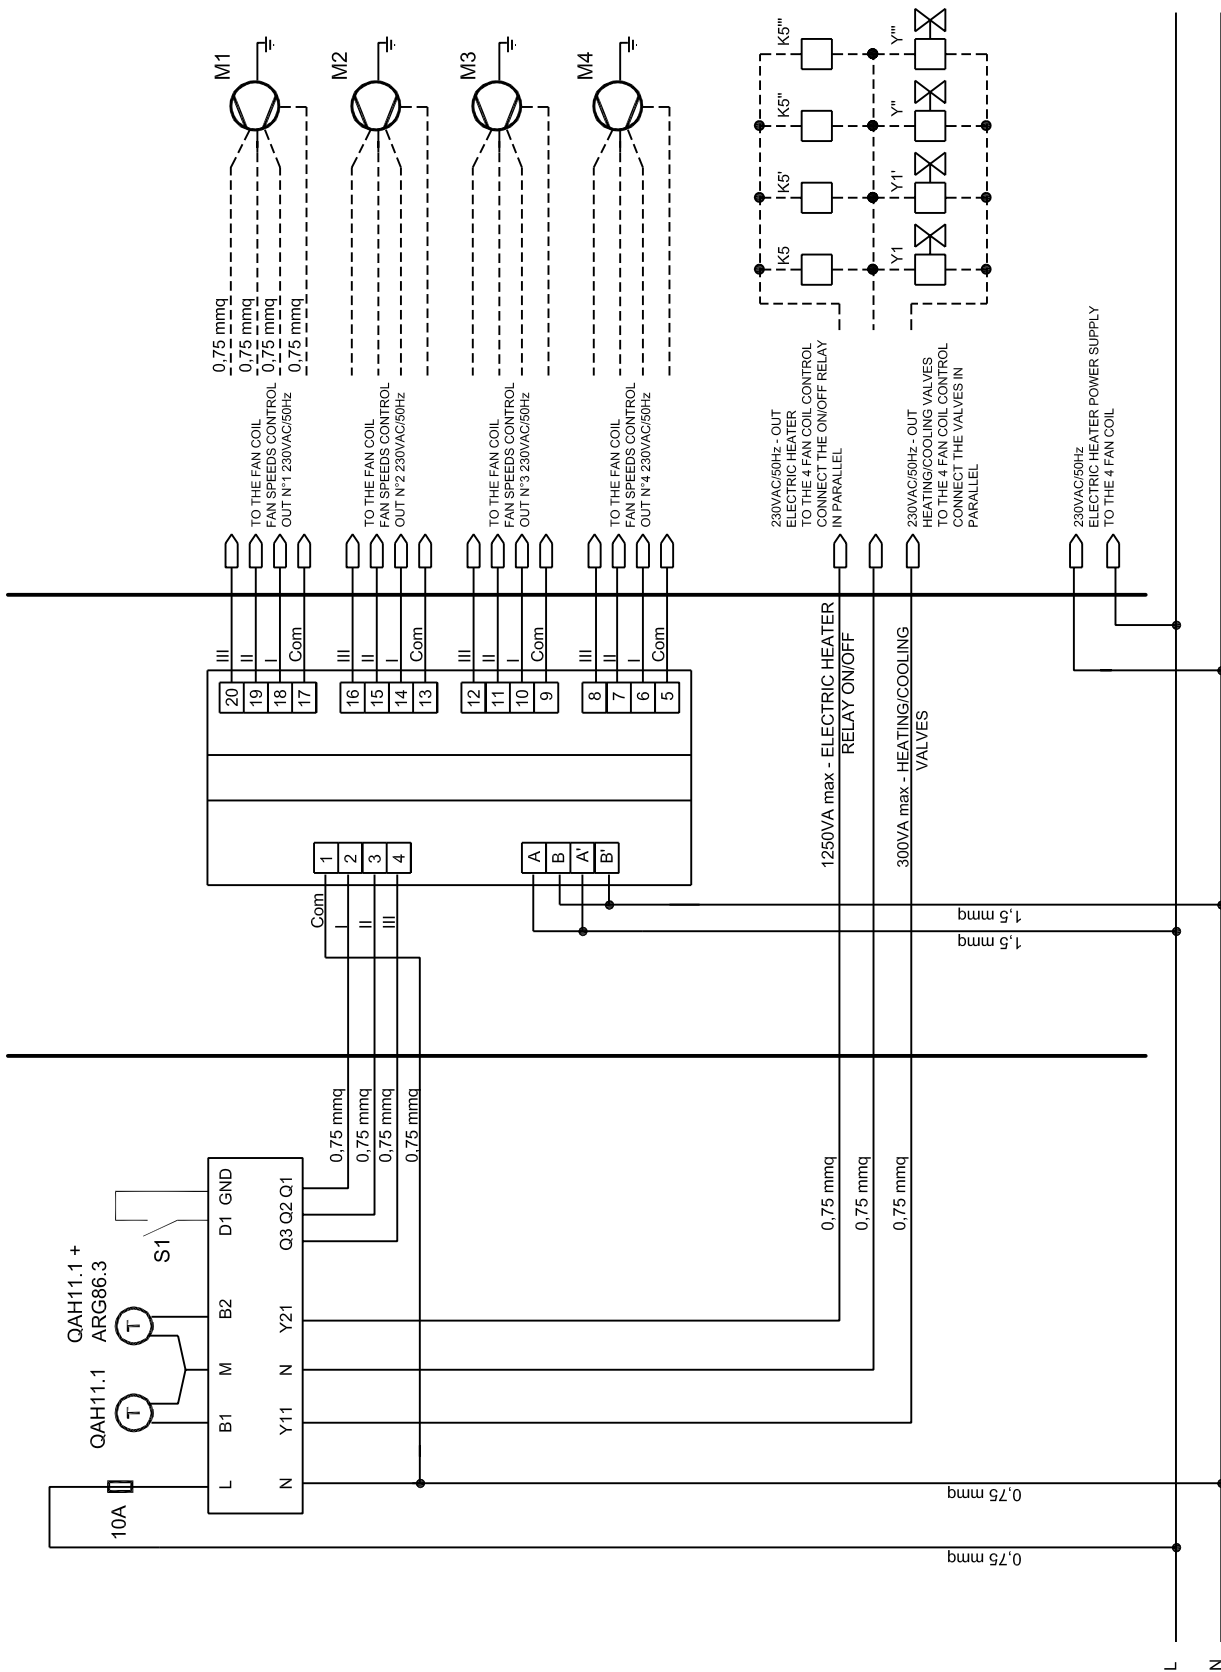 M1
M2
M3
M4
K5'''
K5''
K5'
K5
Y'''
Y''
Y1'
Y1
0,75 mmq
0,75 mmq
0,75 mmq
0,75 mmq
TO THE FAN COIL
FAN SPEEDS CONTROL
OUT N°1 230VAC/50Hz
TO THE FAN COIL
FAN SPEEDS CONTROL
OUT N°2 230VAC/50Hz
TO THE FAN COIL
FAN SPEEDS CONTROL
OUT N°3 230VAC/50Hz
TO THE FAN COIL
FAN SPEEDS CONTROL
OUT N°4 230VAC/50Hz
230VAC/50Hz - OUT
ELECTRIC HEATER
TO THE 4 FAN COIL CONTROL
CONNECT THE ON/OFF RELAY
IN PARALLEL
230VAC/50Hz - OUT
HEATING/COOLING VALVES
TO THE 4 FAN COIL CONTROL
CONNECT THE VALVES IN
PARALLEL
230VAC/50Hz
ELECTRIC HEATER POWER SUPPLY
TO THE 4 FAN COIL
III
II
I
Com
III
II
I
Com
III
II
I
Com
III
II
I
Com
20
19
18
17
16
15
14
13
12
11
10
9
8
7
6
5
1250VA max - ELECTRIC HEATER
RELAY ON/OFF
300VA max - HEATING/COOLING
VALVES
1
2
3
4
A
B
A'
B'
Com
I
II
III
1,5 mmq
1,5 mmq
0,75 mmq
0,75 mmq
0,75 mmq
0,75 mmq
0,75 mmq
0,75 mmq
0,75 mmq
QAH11.1 +
ARG86.3
QAH11.1
T
T
S1
10A
L
B1
M
B2
D1
GND
N
Y11
N
Y21
Q3
Q2
Q1
0,75 mmq
0,75 mmq
L
N